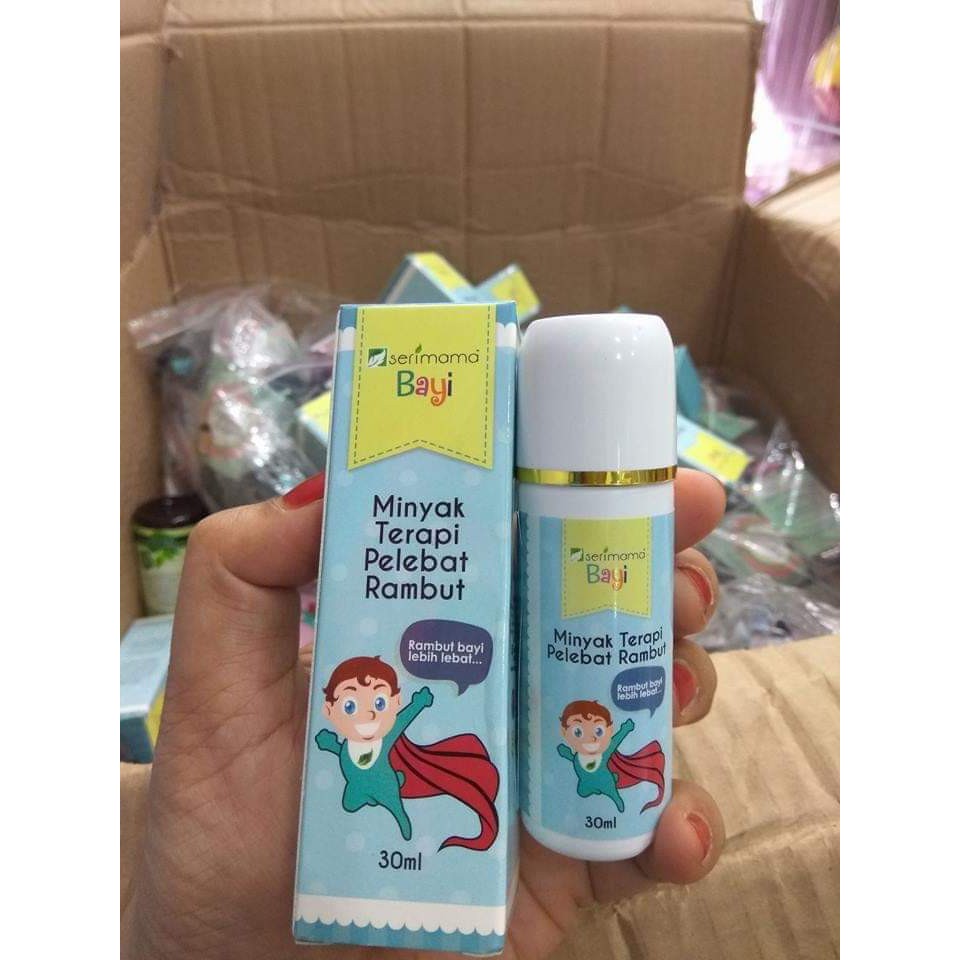 serimama
Bayi
Minyak
Terapi
Pelebat
Rambut
Rambut bayi
lebih lebat...
30ml
serimama
Bayi
Minyak Terapi
Pelebat Rambut
Rambut bayi
lebih lebat...
30ml